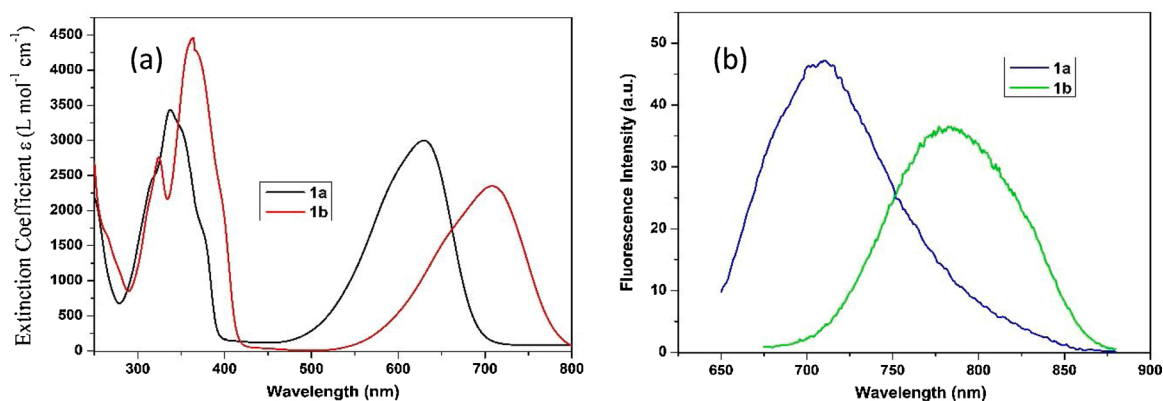 (a)
Extinction Coefficient ε (L mol⁻¹ cm⁻¹)
4500
4000
3500
3000
2500
2000
1500
1000
500
0
1a
1b
300 400 500 600 700 800
Wavelength (nm)
(b)
Fluorescence Intensity (a.u.)
50
40
30
20
10
0
1a
1b
650 700 750 800 850 900
Wavelength (nm)